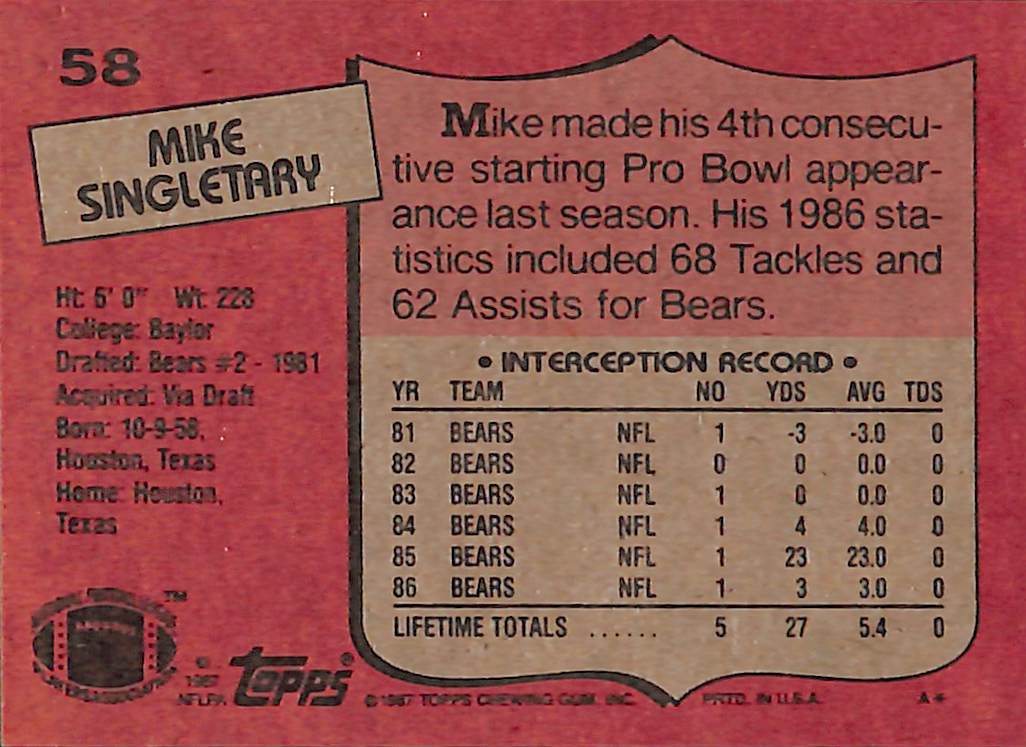 58
MIKE
SINGLETARY
Mike made his 4th consecu-
tive starting Pro Bowl appear-
ance last season. His 1986 sta-
tistics included 68 Tackles and
62 Assists for Bears.
Ht: 6' 0" Wt: 228
College: Baylor
Drafted: Bears #2 - 1981
Acquired: Via Draft
Born: 10-9-58,
Houston, Texas
Home: Houston,
Texas
• INTERCEPTION RECORD •
YR TEAM NO YDS AVG TDS
81 BEARS NFL 1 -3 -3.0 0
82 BEARS NFL 0 0 0.0 0
83 BEARS NFL 1 0 0.0 0
84 BEARS NFL 1 4 4.0 0
85 BEARS NFL 1 23 23.0 0
86 BEARS NFL 1 3 3.0 0
LIFETIME TOTALS ...... 5 27 5.4 0
TM
© 1987 NFLPA
topps®
© 1987 TOPPS CHEWING GUM, INC. PRTD. IN U.S.A. A*